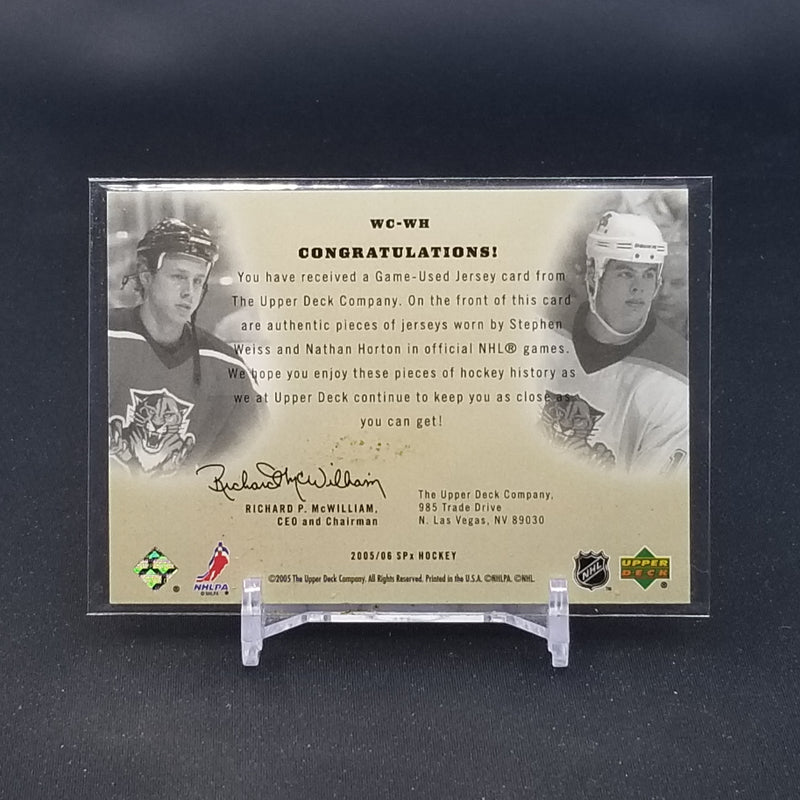 WC-WH
CONGRATULATIONS!
You have received a Game-Used Jersey card from
The Upper Deck Company. On the front of this card
are authentic pieces of jerseys worn by Stephen
Weiss and Nathan Horton in official NHL® games.
We hope you enjoy these pieces of hockey history as
we at Upper Deck continue to keep you as close as
you can get!
Richard McWilliam
RICHARD P. McWILLIAM,
CEO and Chairman
The Upper Deck Company,
985 Trade Drive
N. Las Vegas, NV 89030
2005/06 SPx HOCKEY
NHLPA
© NHLPA ®
NHL
™
UPPER
DECK
®
©2005 The Upper Deck Company. All Rights Reserved. Printed in the U.S.A. ©NHLPA. ©NHL.